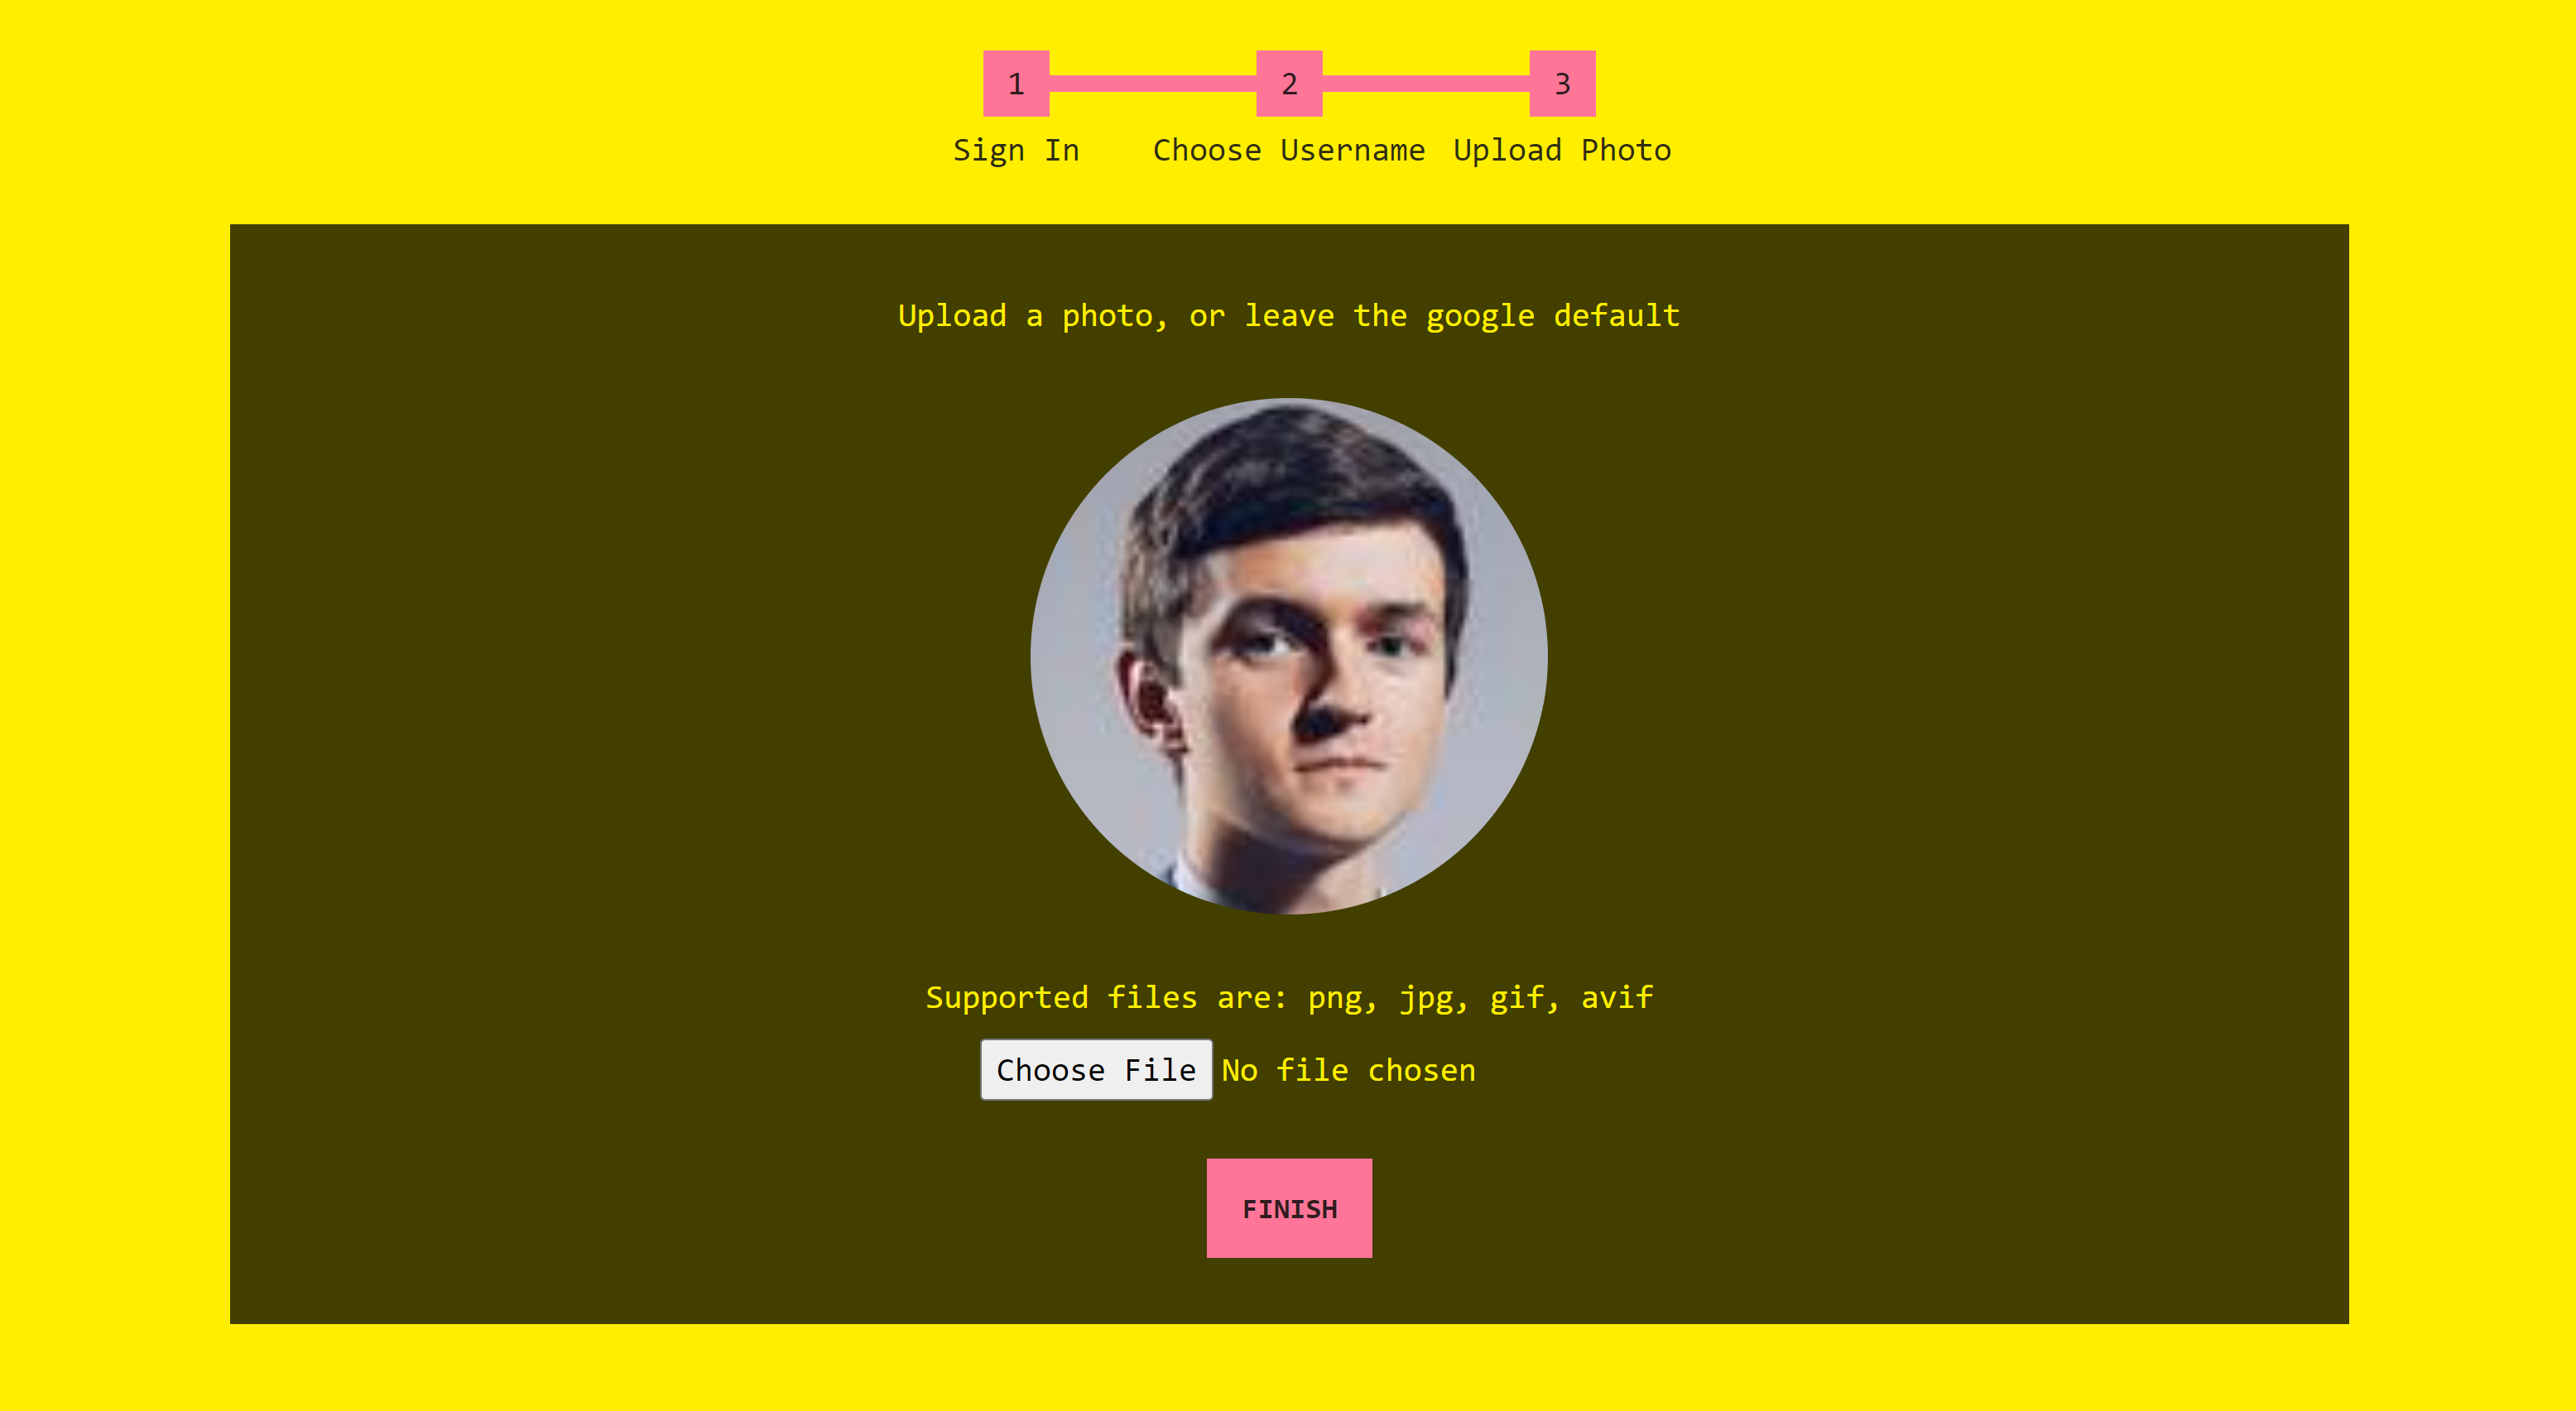 1 2 3
Sign In Choose Username Upload Photo
Upload a photo, or leave the google default
Supported files are: png, jpg, gif, avif
Choose File No file chosen
FINISH